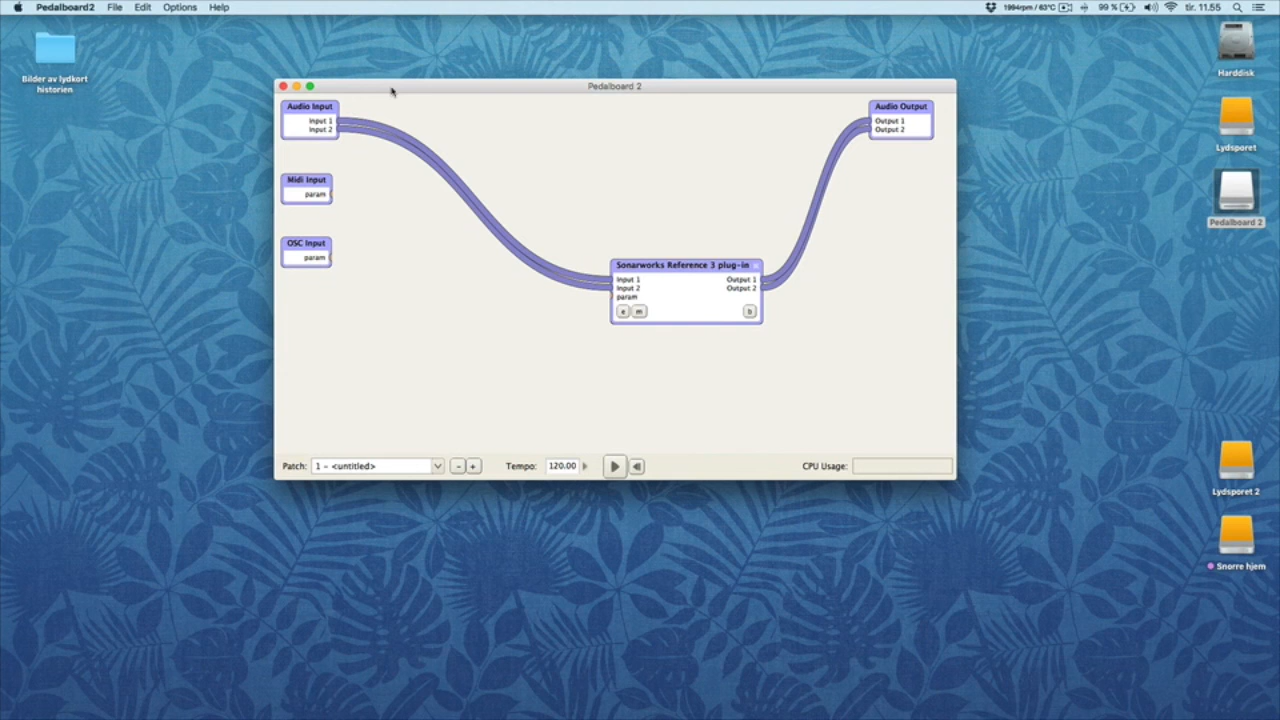 Pedalboard2 File Edit Options Help
1994rpm / 63°C 99 % tir. 11.55
Bilder av lydkort
historien
Pedalboard 2
Audio Input
Input 1
Input 2
Midi Input
param
OSC Input
param
Sonarworks Reference 3 plug-in
Input 1 Output 1
Input 2 Output 2
param
e m b
Audio Output
Output 1
Output 2
Patch: 1 - <untitled> - + Tempo: 120.00 CPU Usage:
Harddisk
Lydsporet
Pedalboard 2
Lydsporet 2
Snorre hjem